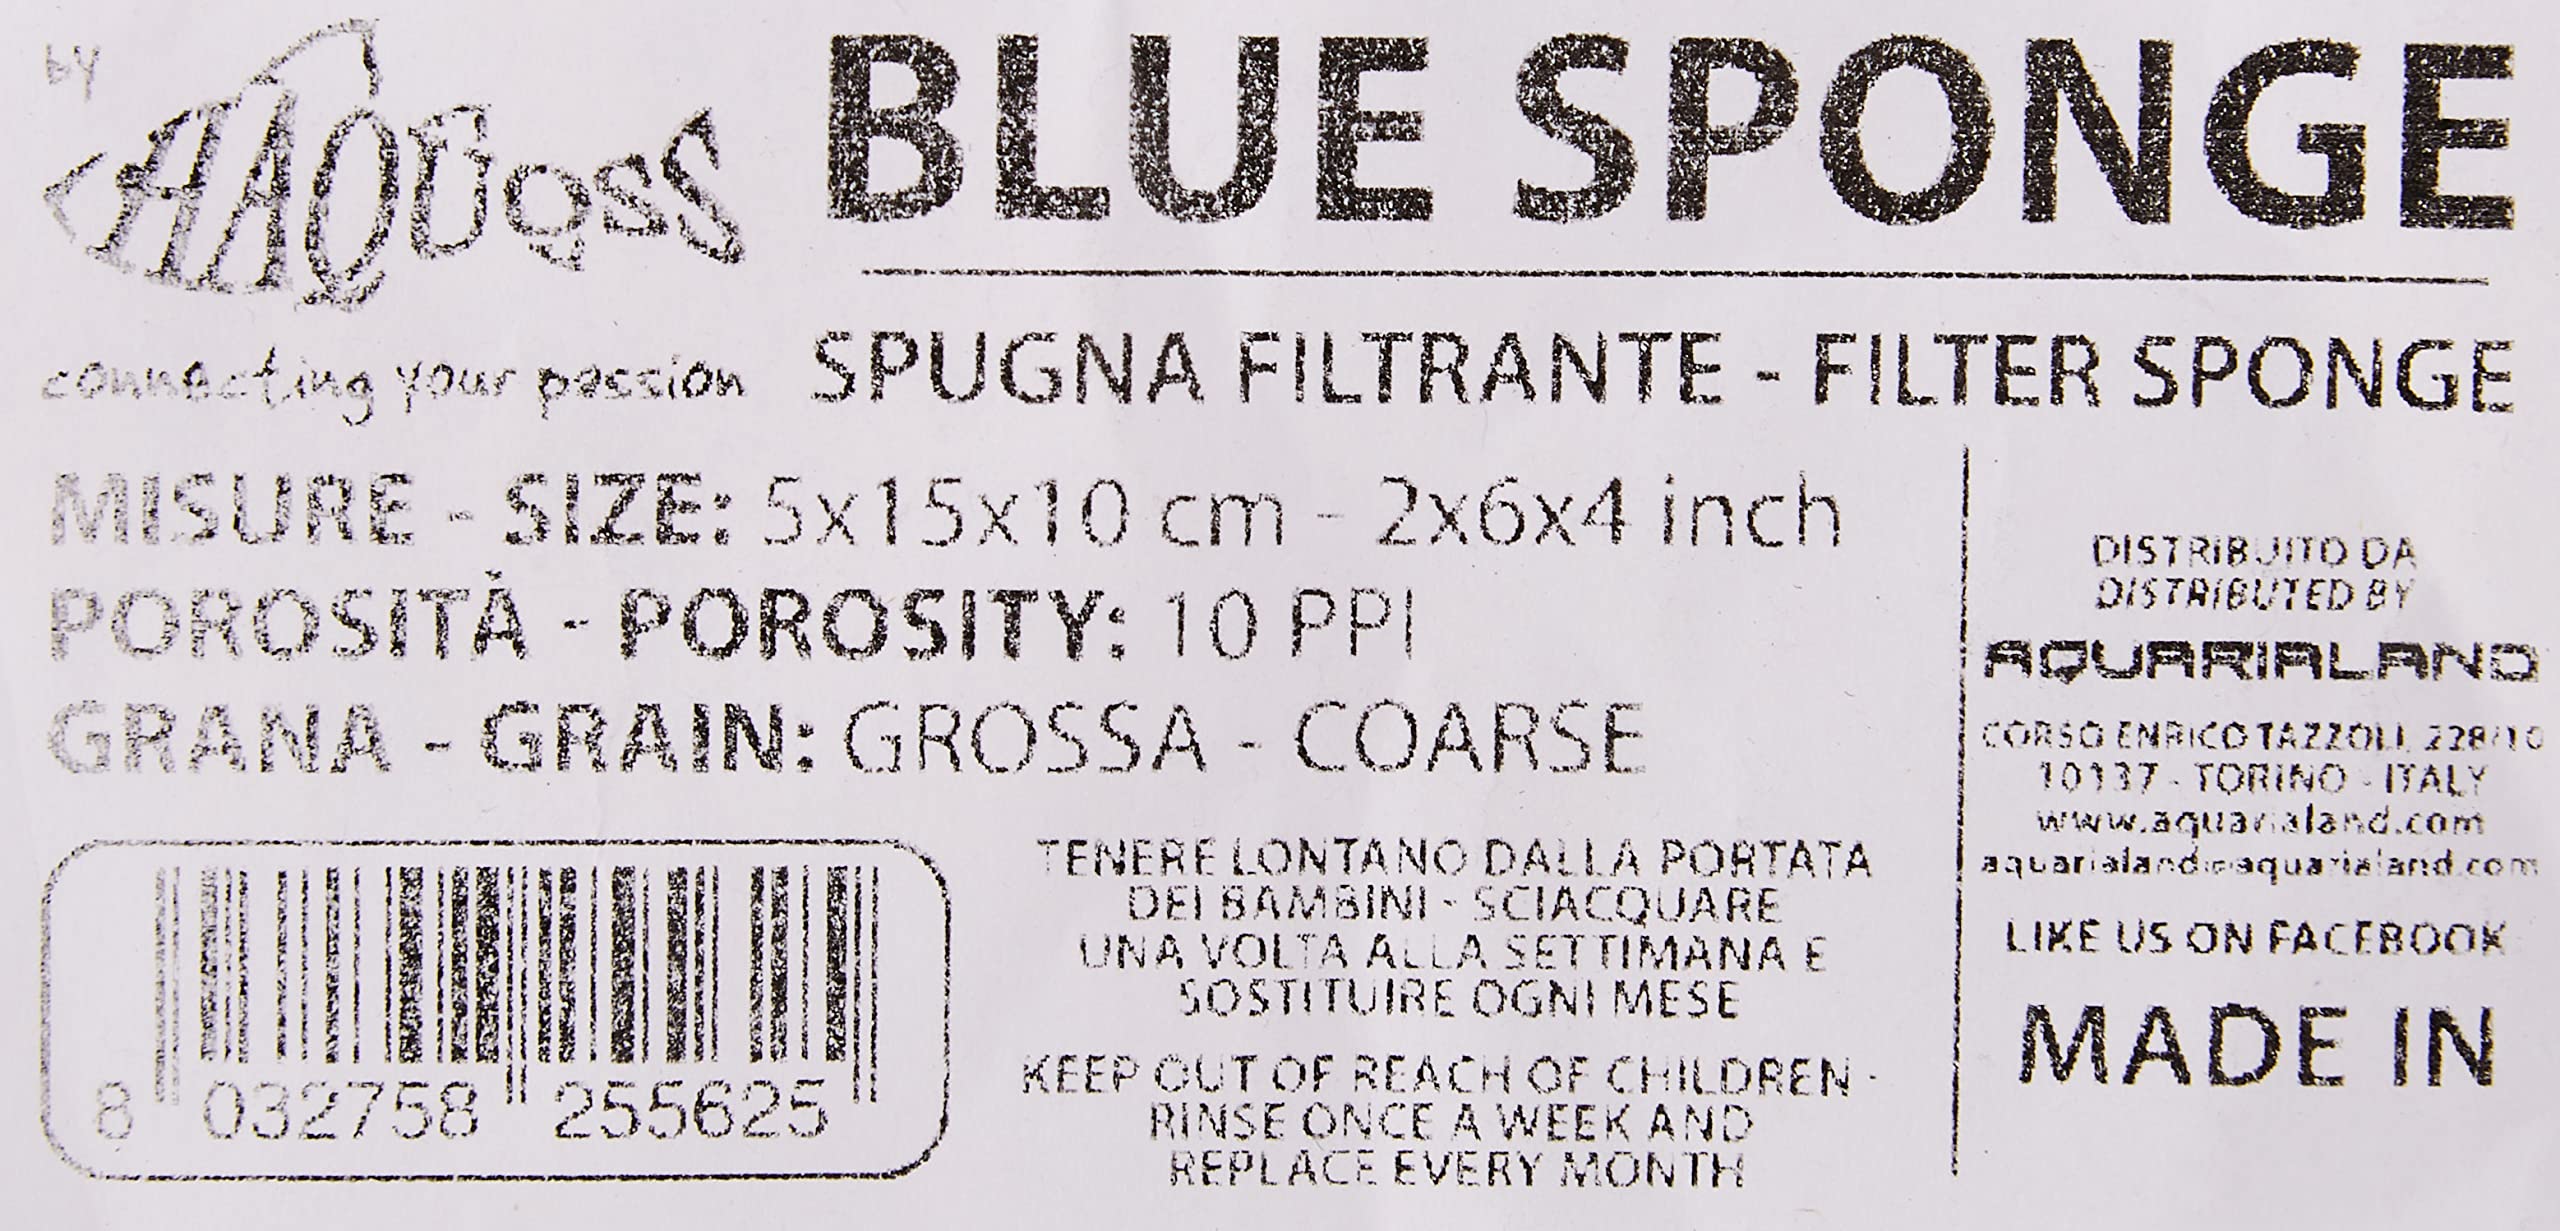 by
HAQUoss
connecting your passion
BLUE SPONGE
SPUGNA FILTRANTE - FILTER SPONGE
MISURE - SIZE: 5x15x10 cm - 2x6x4 inch
POROSITÀ - POROSITY: 10 PPI
GRANA - GRAIN: GROSSA - COARSE
8 032758 255625
TENERE LONTANO DALLA PORTATA
DEI BAMBINI - SCIACQUARE
UNA VOLTA ALLA SETTIMANA E
SOSTITUIRE OGNI MESE
KEEP OUT OF REACH OF CHILDREN -
RINSE ONCE A WEEK AND
REPLACE EVERY MONTH
DISTRIBUITO DA
DISTRIBUTED BY
AQUARIALAND
CORSO ENRICO TAZZOLI, 228/10
10137 - TORINO - ITALY
www.aquarialand.com
aquarialand@aquarialand.com
LIKE US ON FACEBOOK
MADE IN